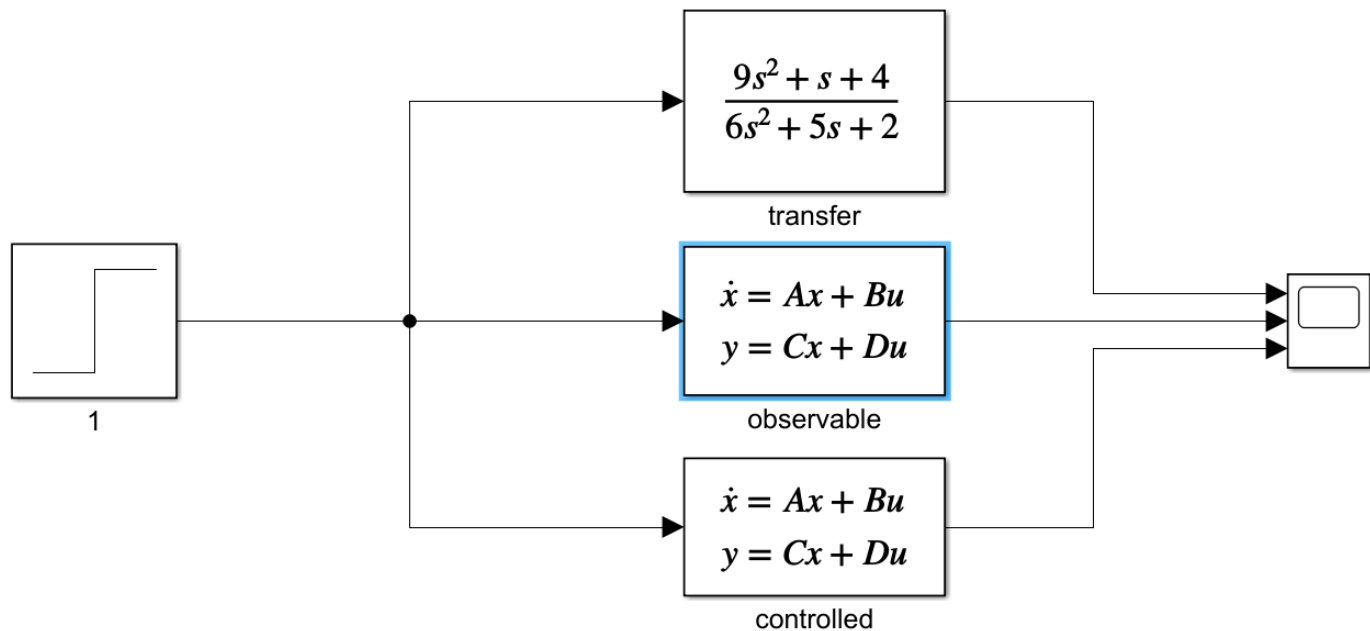 9s² + s + 4
6s² + 5s + 2
transfer
ẋ = Ax + Bu
y = Cx + Du
1
observable
ẋ = Ax + Bu
y = Cx + Du
controlled